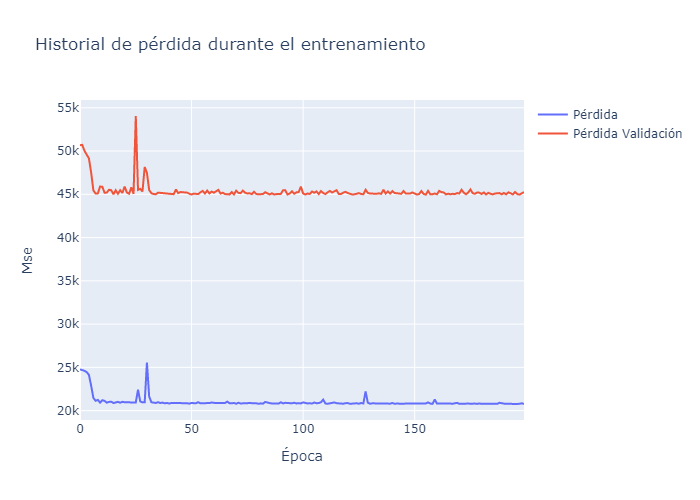 Historial de pérdida durante el entrenamiento
55k
50k
45k
40k
35k
30k
25k
20k
Mse
0
50
100
150
Época
Pérdida
Pérdida Validación